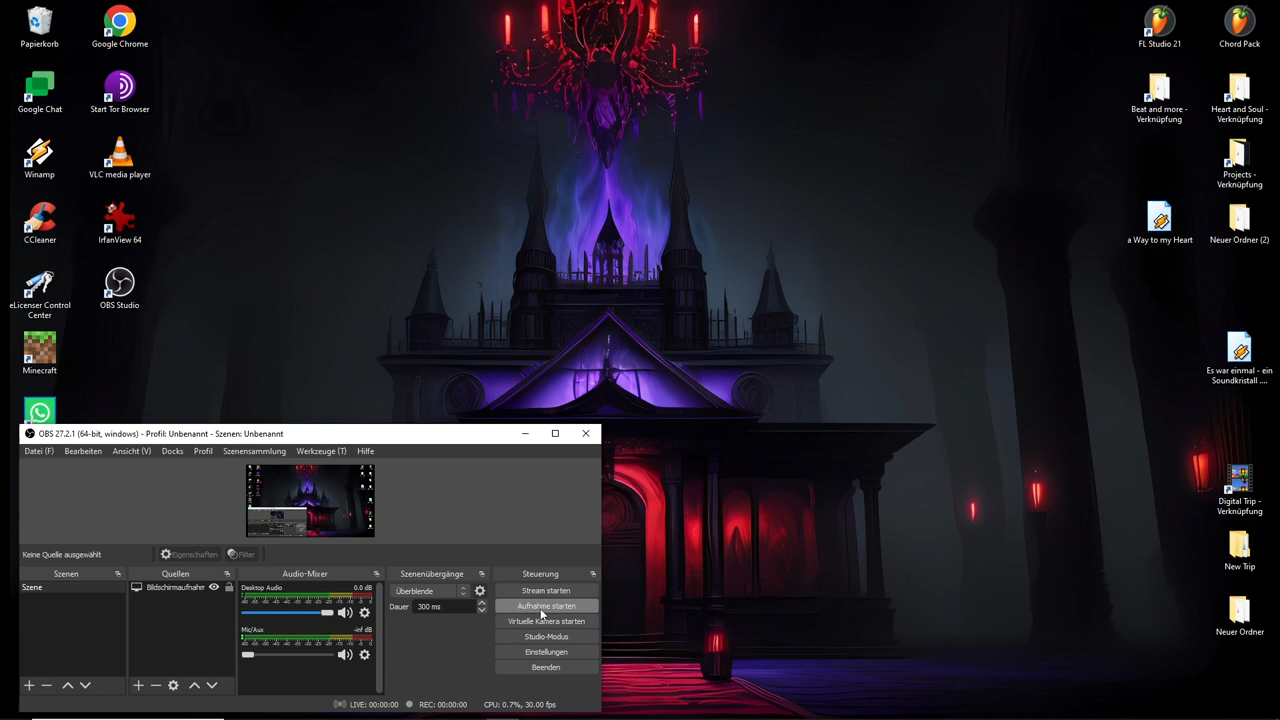 Papierkorb
Google Chrome
FL Studio 21
Chord Pack
Google Chat
Start Tor Browser
Beat and more -
Verknüpfung
Heart and Soul -
Verknüpfung
Winamp
VLC media player
Projects -
Verknüpfung
CCleaner
IrfanView 64
a Way to my Heart
Neuer Ordner (2)
eLicenser Control
Center
OBS Studio
Minecraft
Es war einmal - ein
Soundkristall ....
OBS 27.2.1 (64-bit, windows) - Profil: Unbenannt - Szenen: Unbenannt
Datei (F) Bearbeiten Ansicht (V) Docks Profil Szenensammlung Werkzeuge (T) Hilfe
Digital Trip -
Verknüpfung
New Trip
Neuer Ordner
Keine Quelle ausgewählt
Eigenschaften
Filter
Szenen
Szene
Quellen
Bildschirmaufnahm
Audio-Mixer
Desktop Audio 0.0 dB
Mic/Aux -inf dB
Szenenübergänge
Überblende
Dauer 300 ms
Steuerung
Stream starten
Aufnahme starten
Virtuelle Kamera starten
Studio-Modus
Einstellungen
Beenden
LIVE: 00:00:00 REC: 00:00:00 CPU: 0.7%, 30.00 fps